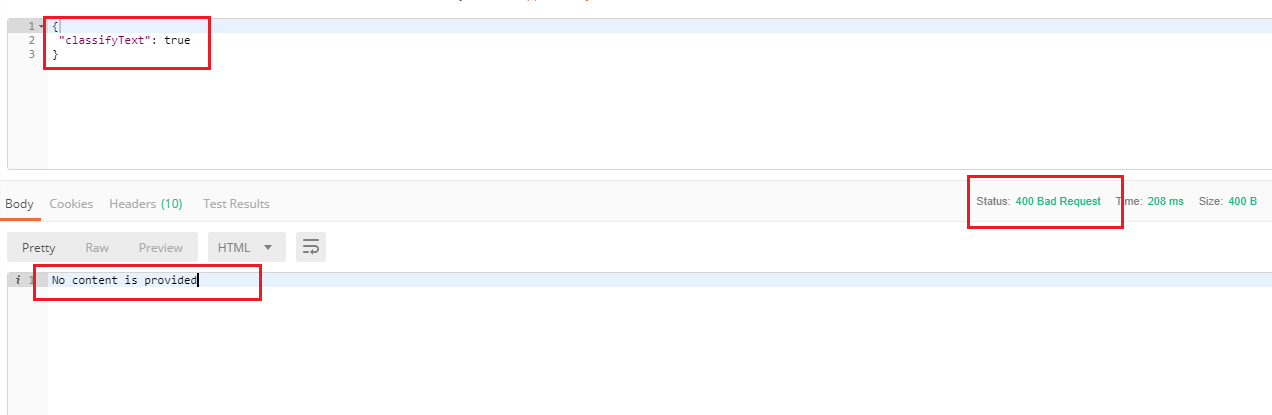 1 {
2 "classifyText": true
3 }
Body Cookies Headers (10) Test Results Status: 400 Bad Request Time: 208 ms Size: 400 B
Pretty Raw Preview HTML
i 1 No content is provided